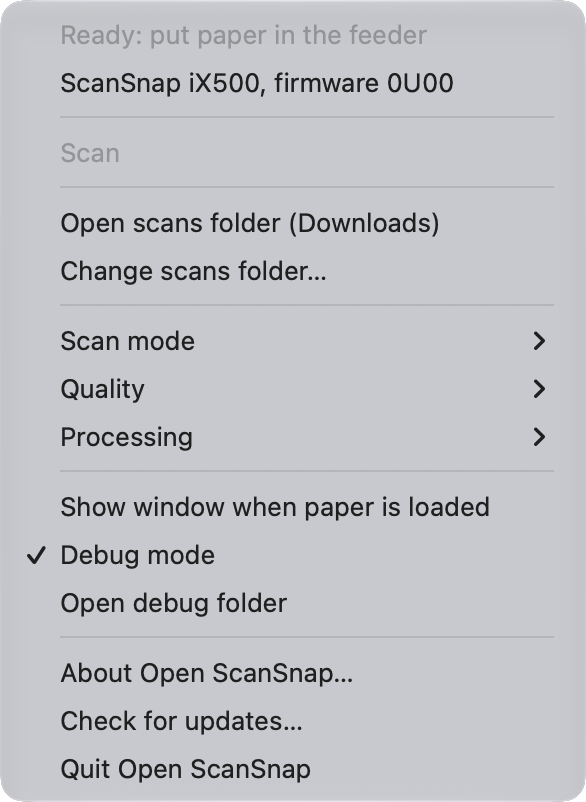 Ready: put paper in the feeder
ScanSnap iX500, firmware 0U00
Scan
Open scans folder (Downloads)
Change scans folder...
Scan mode
Quality
Processing
Show window when paper is loaded
Debug mode
Open debug folder
About Open ScanSnap...
Check for updates...
Quit Open ScanSnap